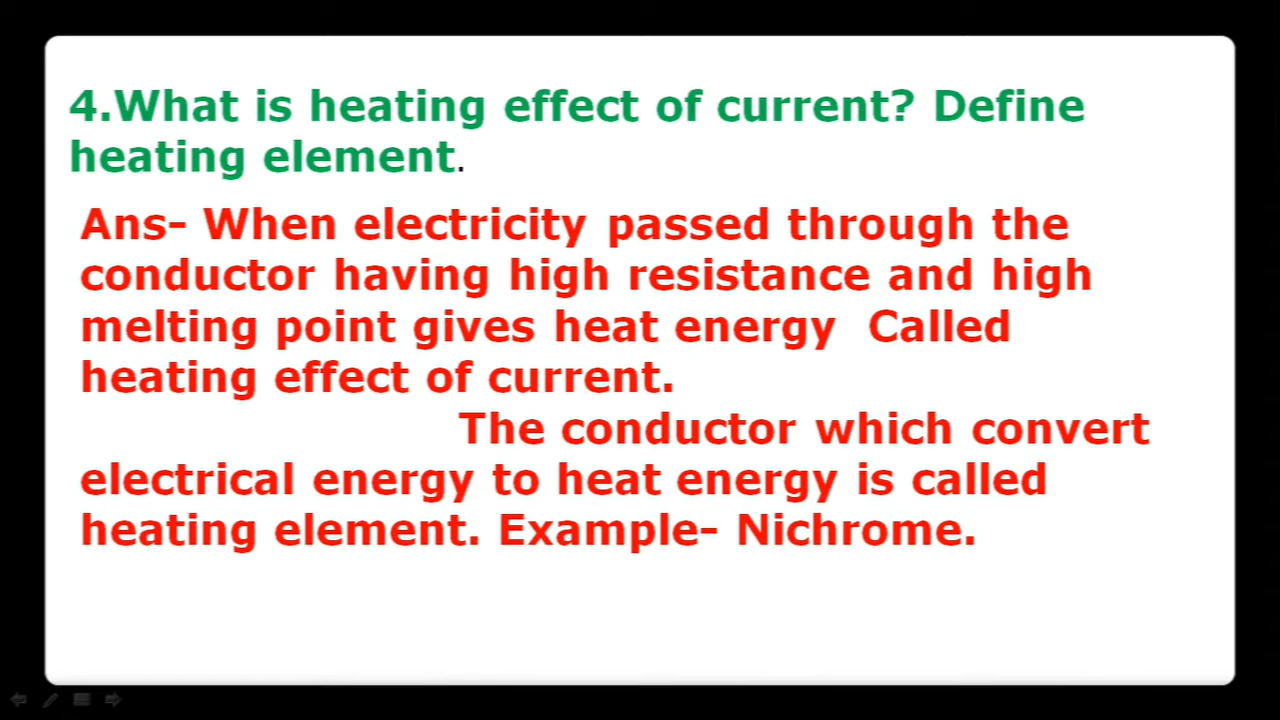 4.What is heating effect of current? Define
heating element.
Ans- When electricity passed through the
conductor having high resistance and high
melting point gives heat energy  Called
heating effect of current.
The conductor which convert
electrical energy to heat energy is called
heating element. Example- Nichrome.